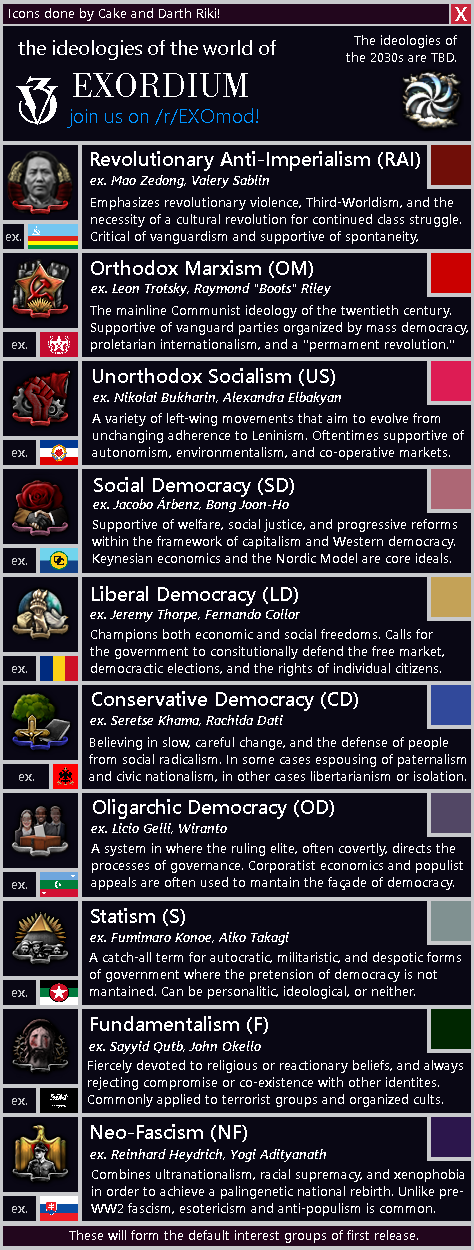 Icons done by Cake and Darth Riki!
X
the ideologies of the world of
EXORDIUM
join us on /r/EXOmod!
The ideologies of
the 2030s are TBD.
Revolutionary Anti-Imperialism (RAI)
ex. Mao Zedong, Valery Sablin
Emphasizes revolutionary violence, Third-Worldism, and the
necessity of a cultural revolution for continued class struggle.
Critical of vanguardism and supportive of spontaneity,
ex.
Orthodox Marxism (OM)
ex. Leon Trotsky, Raymond "Boots" Riley
The mainline Communist ideology of the twentieth century.
Supportive of vanguard parties organized by mass democracy,
proletarian internationalism, and a "permament revolution."
ex.
Unorthodox Socialism (US)
ex. Nikolai Bukharin, Alexandra Elbakyan
A variety of left-wing movements that aim to evolve from
unchanging adherence to Leninism. Oftentimes supportive of
autonomism, environmentalism, and co-operative markets.
ex.
Social Democracy (SD)
ex. Jacobo Árbenz, Bong Joon-Ho
Supportive of welfare, social justice, and progressive reforms
within the framework of capitalism and Western democracy.
Keynesian economics and the Nordic Model are core ideals.
ex.
Liberal Democracy (LD)
ex. Jeremy Thorpe, Fernando Collor
Champions both economic and social freedoms. Calls for
the government to consitutionally defend the free market,
democractic elections, and the rights of individual citizens.
ex.
Conservative Democracy (CD)
ex. Seretse Khama, Rachida Dati
Believing in slow, careful change, and the defense of people
from social radicalism. In some cases espousing of paternalism
and civic nationalism, in other cases libertarianism or isolation.
ex.
Oligarchic Democracy (OD)
ex. Licio Gelli, Wiranto
A system in where the ruling elite, often covertly, directs the
processes of governance. Corporatist economics and populist
appeals are often used to mantain the façade of democracy.
ex.
Statism (S)
ex. Fumimaro Konoe, Aiko Takagi
A catch-all term for autocratic, militaristic, and despotic forms
of government where the pretension of democracy is not
mantained. Can be personalitic, ideological, or neither.
ex.
Fundamentalism (F)
ex. Sayyid Qutb, John Okello
Fiercely devoted to religious or reactionary beliefs, and always
rejecting compromise or co-existence with other identities.
Commonly applied to terrorist groups and organized cults.
ex.
Neo-Fascism (NF)
ex. Reinhard Heydrich, Yogi Adityanath
Combines ultranationalism, racial supremacy, and xenophobia
in order to achieve a palingenetic national rebirth. Unlike pre-
WW2 fascism, esotericism and anti-populism is common.
ex.
These will form the default interest groups of first release.